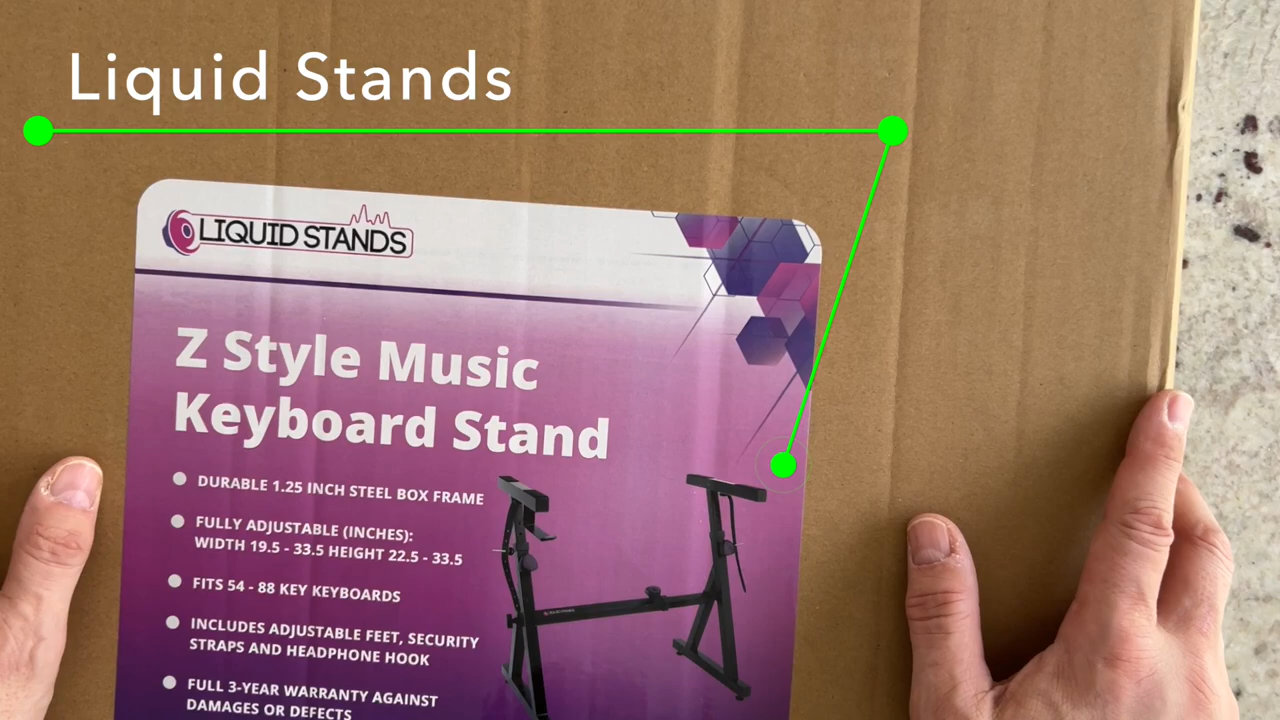 Liquid Stands
LIQUID STANDS
Z Style Music
Keyboard Stand
DURABLE 1.25 INCH STEEL BOX FRAME
FULLY ADJUSTABLE (INCHES):
WIDTH 19.5 - 33.5 HEIGHT 22.5 - 33.5
FITS 54 - 88 KEY KEYBOARDS
INCLUDES ADJUSTABLE FEET, SECURITY
STRAPS AND HEADPHONE HOOK
FULL 3-YEAR WARRANTY AGAINST
DAMAGES OR DEFECTS